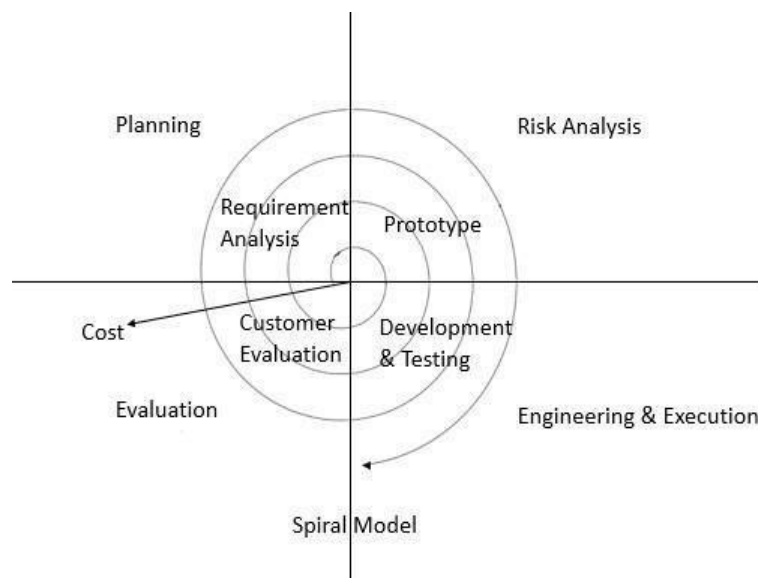 Planning
Risk Analysis
Requirement
Analysis
Prototype
Cost
Customer
Evaluation
Development
& Testing
Evaluation
Engineering & Execution
Spiral Model